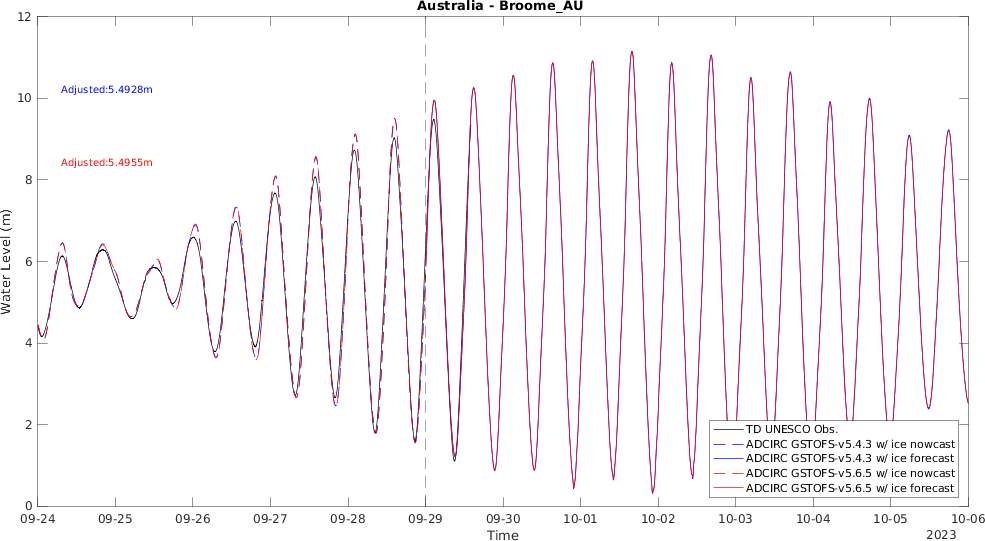 Australia - Broome_AU
12
10
8
6
4
2
0
Water Level (m)
Adjusted:5.4928m
Adjusted:5.4955m
TD UNESCO Obs.
ADCIRC GSTOFS-v5.4.3 w/ ice nowcast
ADCIRC GSTOFS-v5.4.3 w/ ice forecast
ADCIRC GSTOFS-v5.6.5 w/ ice nowcast
ADCIRC GSTOFS-v5.6.5 w/ ice forecast
09-24 09-25 09-26 09-27 09-28 09-29 09-30 10-01 10-02 10-03 10-04 10-05 10-06
Time
2023